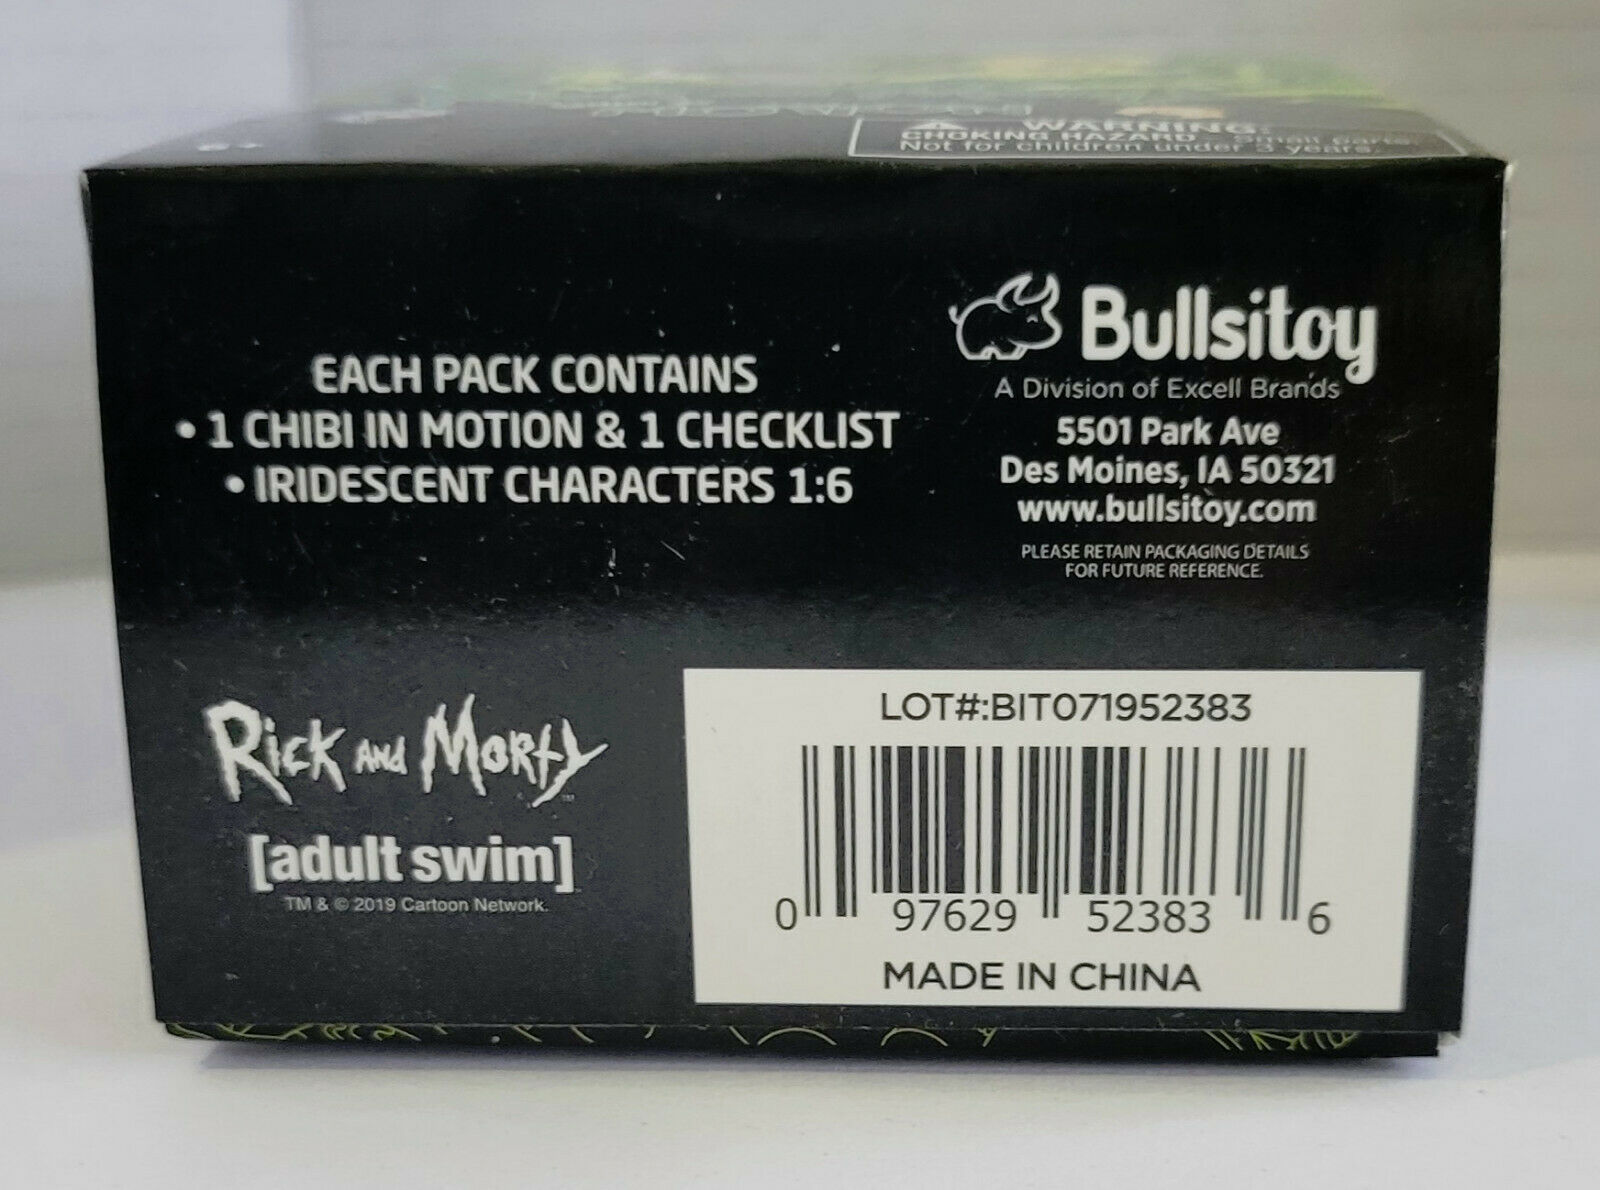 WARNING:
CHOKING HAZARD - Small parts.
Not for children under 3 years.
EACH PACK CONTAINS
• 1 CHIBI IN MOTION & 1 CHECKLIST
• IRIDESCENT CHARACTERS 1:6
Bullsitoy
A Division of Excell Brands
5501 Park Ave
Des Moines, IA 50321
www.bullsitoy.com
PLEASE RETAIN PACKAGING DETAILS
FOR FUTURE REFERENCE.
Rick and Morty™
[adult swim]
TM & © 2019 Cartoon Network.
LOT#:BIT071952383
0 97629 52383 6
MADE IN CHINA